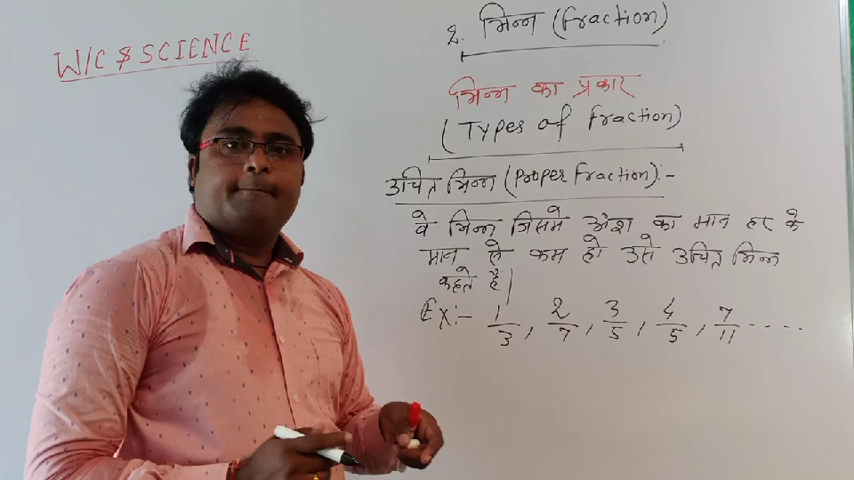 W/C $ SCIENCE
2. भिन्न (Fraction)
भिन्न का प्रकार
(Types of Fraction)
उचित भिन्न (Proper Fraction):-
वे भिन्न जिसमे अंश का मान हर के
मान से कम हो उसे उचित भिन्न
कहते है|
Ex:- 1/3, 2/7, 3/5, 4/5, 7/11 .....